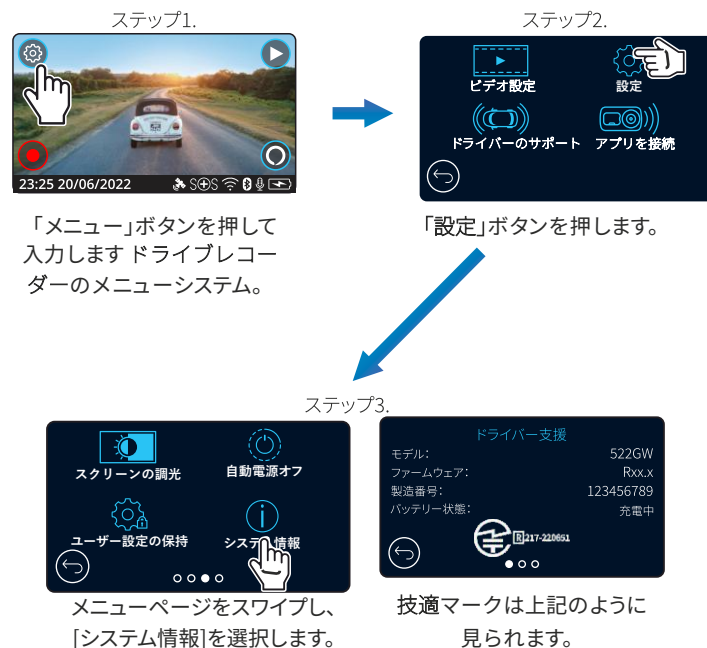 ステップ1.
23:25 20/06/2022 SOS
「メニュー」ボタンを押して
入力します ドライブレコー
ダーのメニューシステム。
ステップ2.
ビデオ設定 設定
ドライバーのサポート アプリを接続
「設定」ボタンを押します。
ステップ3.
スクリーンの調光 自動電源オフ
ユーザー設定の保持 システム情報
メニューページをスワイプし、
[システム情報]を選択します。
ドライバー支援
モデル: 522GW
ファームウェア: Rxx.x
製造番号: 123456789
バッテリー状態: 充電中
R 217-220651
技適マークは上記のように
見られます。